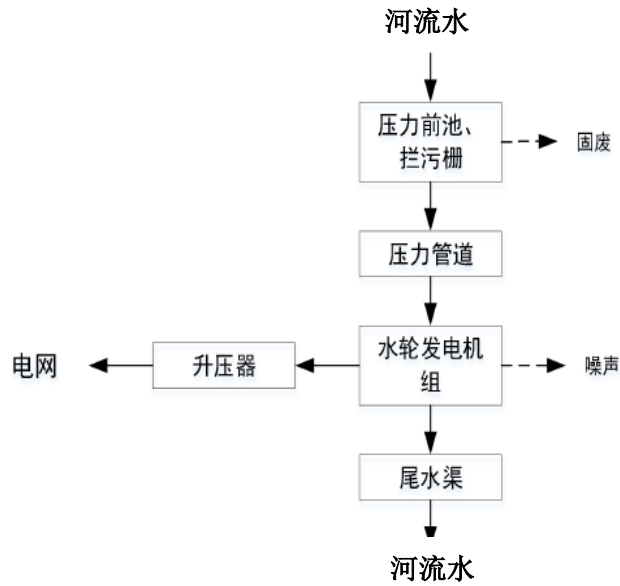 河流水
压力前池、
拦污栅
固废
压力管道
电网
升压器
水轮发电机
组
噪声
尾水渠
河流水